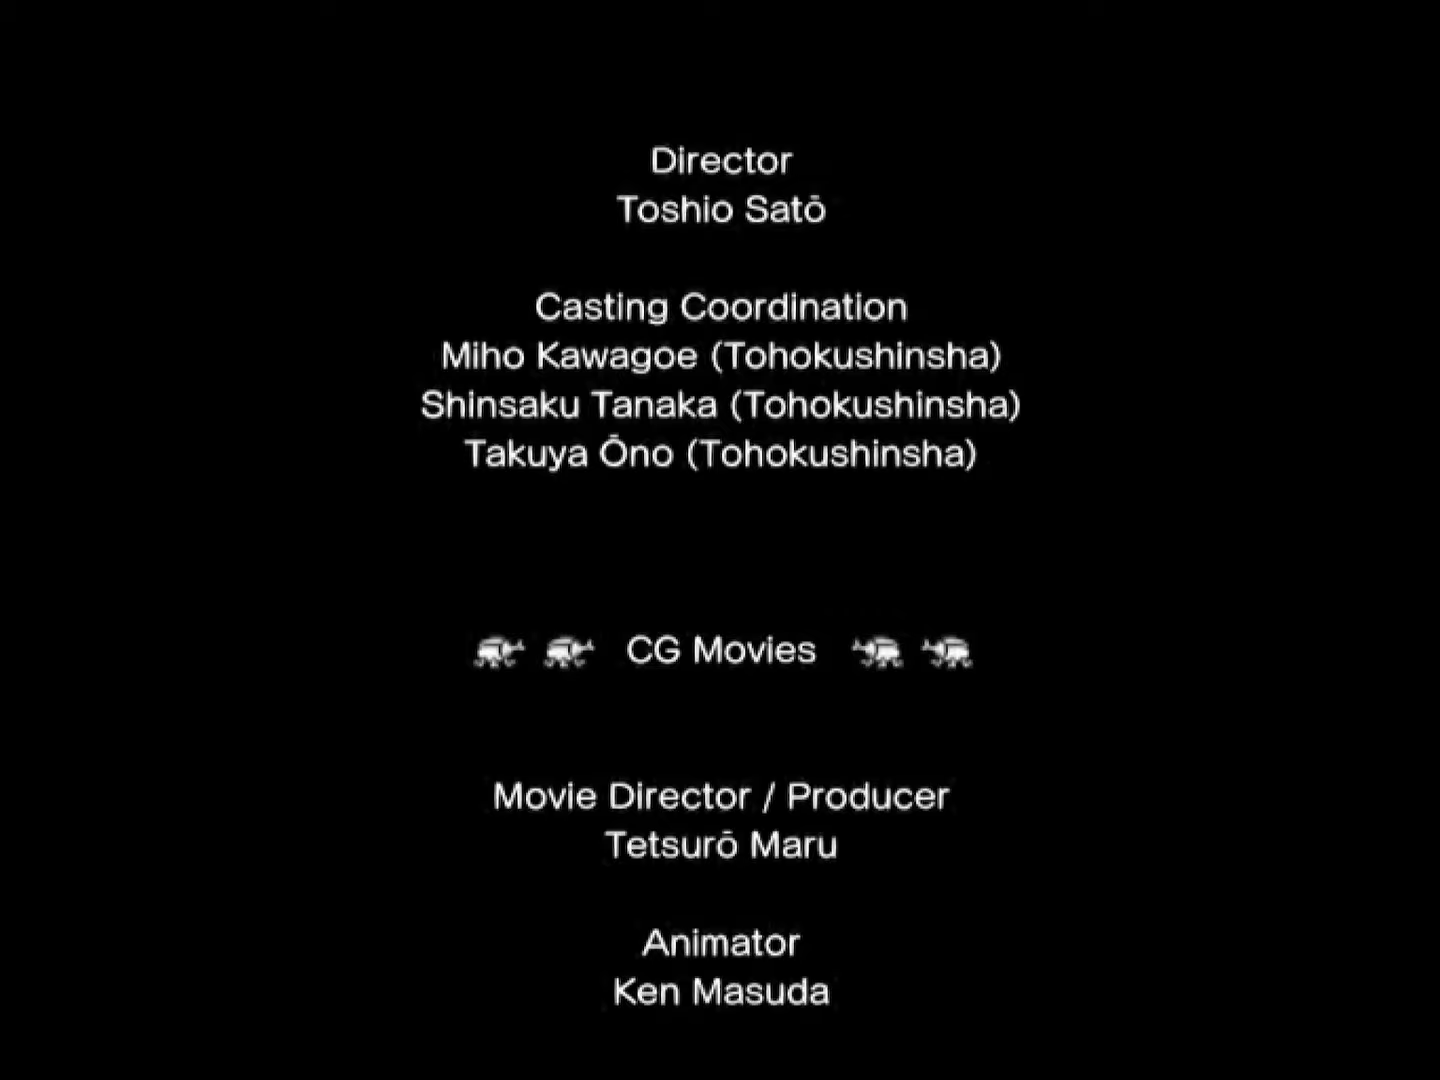 Director
Toshio Satō
Casting Coordination
Miho Kawagoe (Tohokushinsha)
Shinsaku Tanaka (Tohokushinsha)
Takuya Ōno (Tohokushinsha)
CG Movies
Movie Director / Producer
Tetsurō Maru
Animator
Ken Masuda